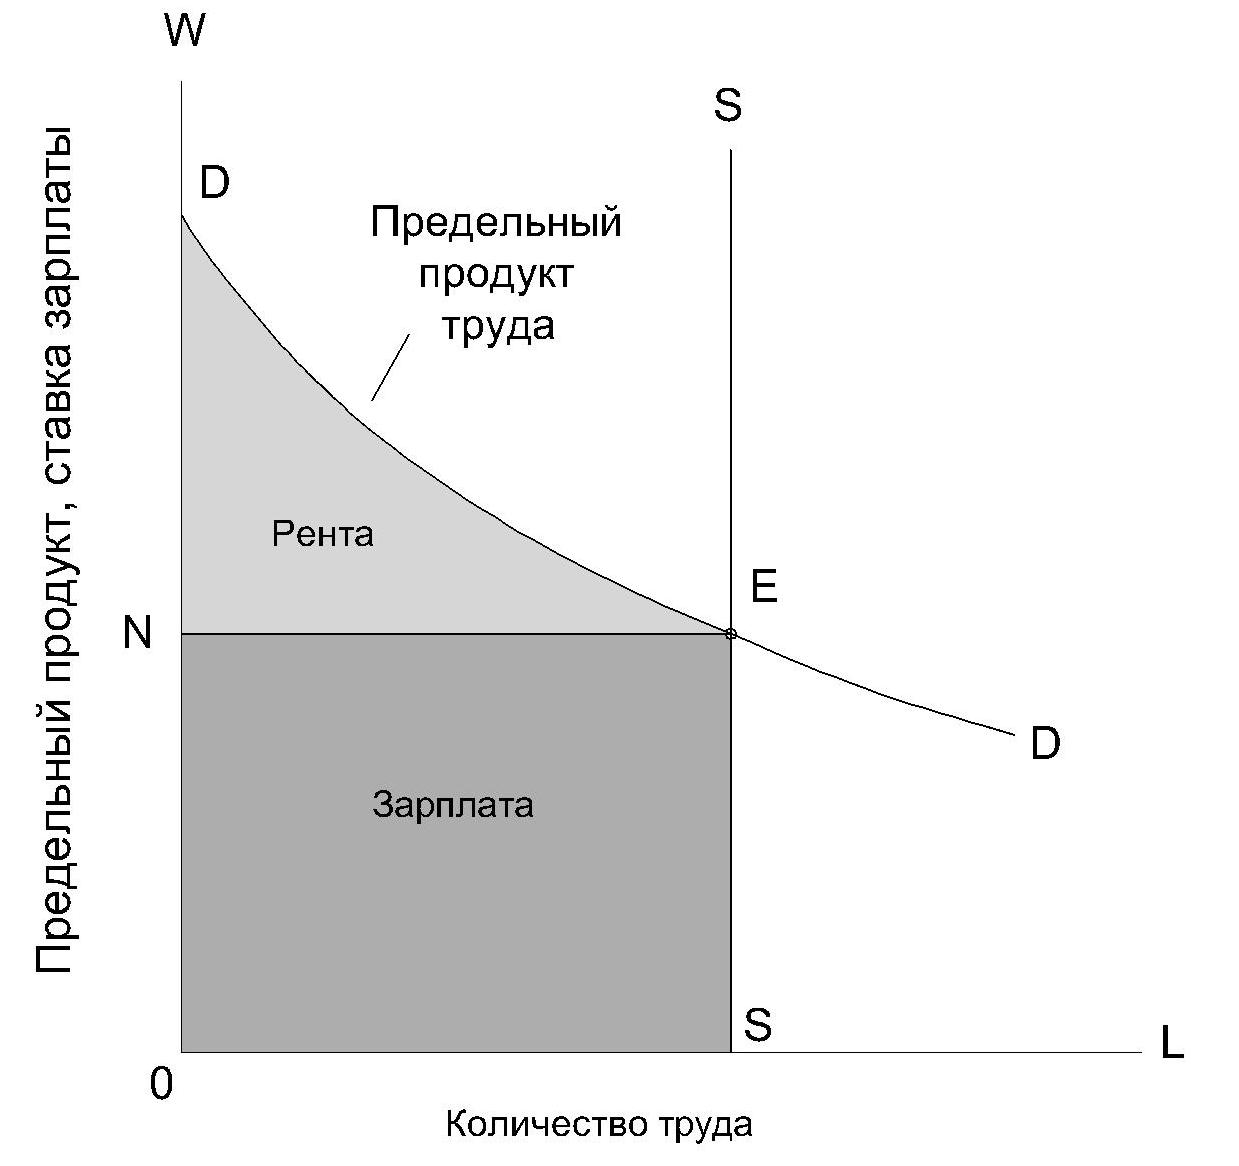 W
S
D
Предельный
продукт
труда
Предельный продукт, ставка зарплаты
Рента
E
N
D
Зарплата
S
L
0
Количество труда